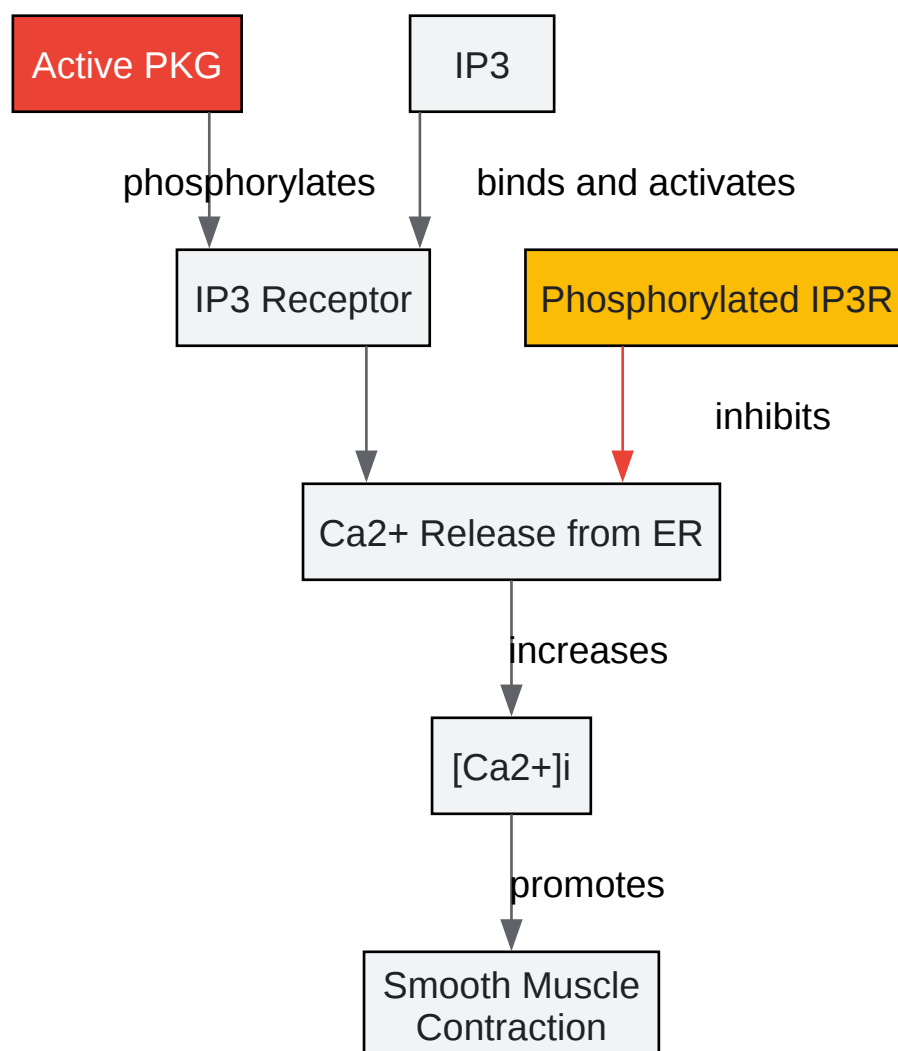 Active PKG
IP3
phosphorylates
binds and activates
IP3 Receptor
Phosphorylated IP3R
inhibits
Ca2+ Release from ER
increases
[Ca2+]i
promotes
Smooth Muscle
Contraction